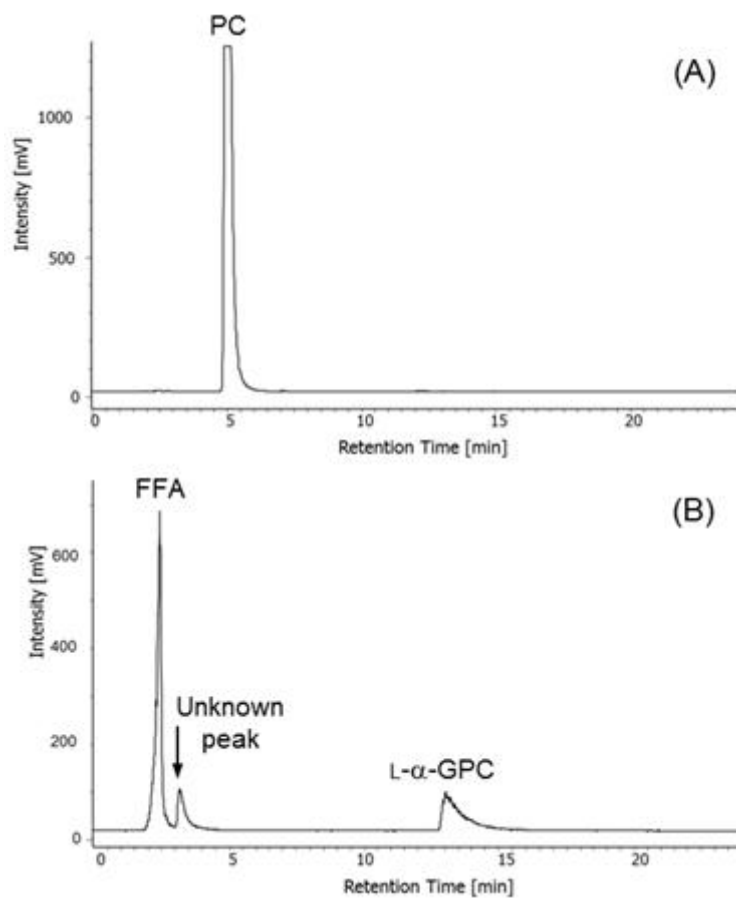 PC
(A)
Intensity [mV]
1000
500
0
0 5 10 15 20
Retention Time [min]
FFA
(B)
Intensity [mV]
600
400
200
0
Unknown
peak
L-α-GPC
0 5 10 15 20
Retention Time [min]